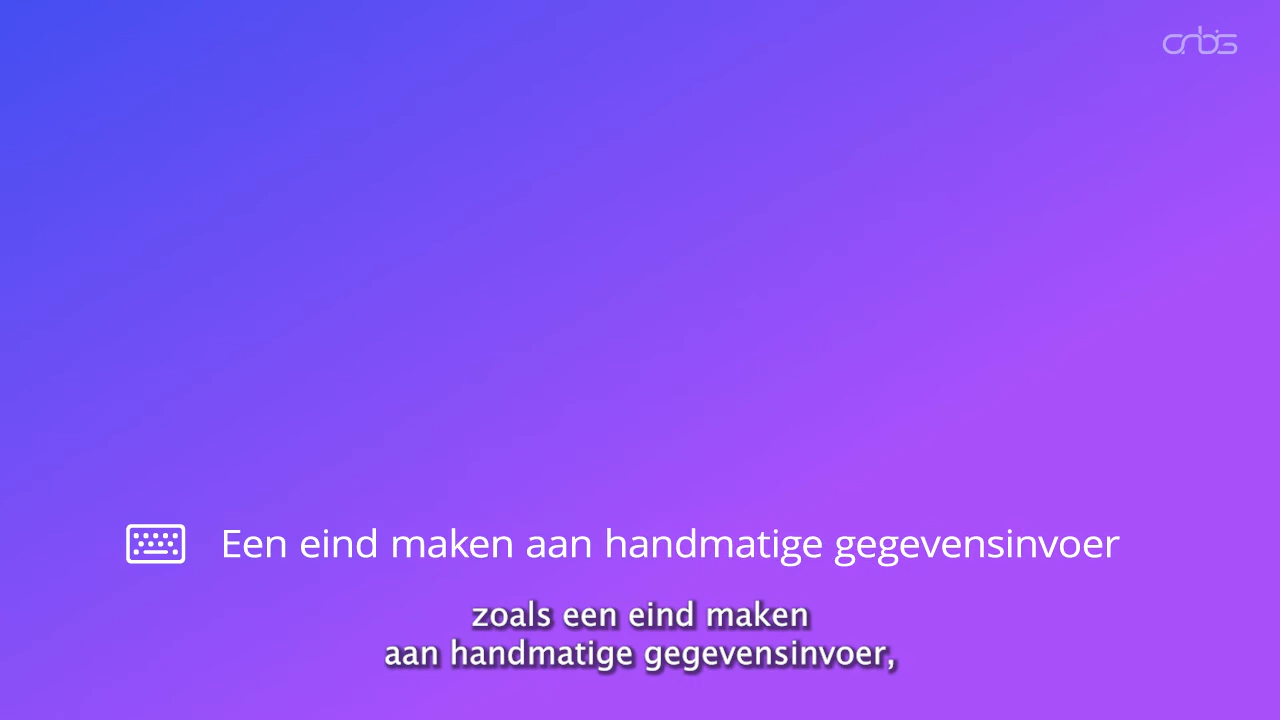 Een eind maken aan handmatige gegevensinvoer
zoals een eind maken
aan handmatige gegevensinvoer,